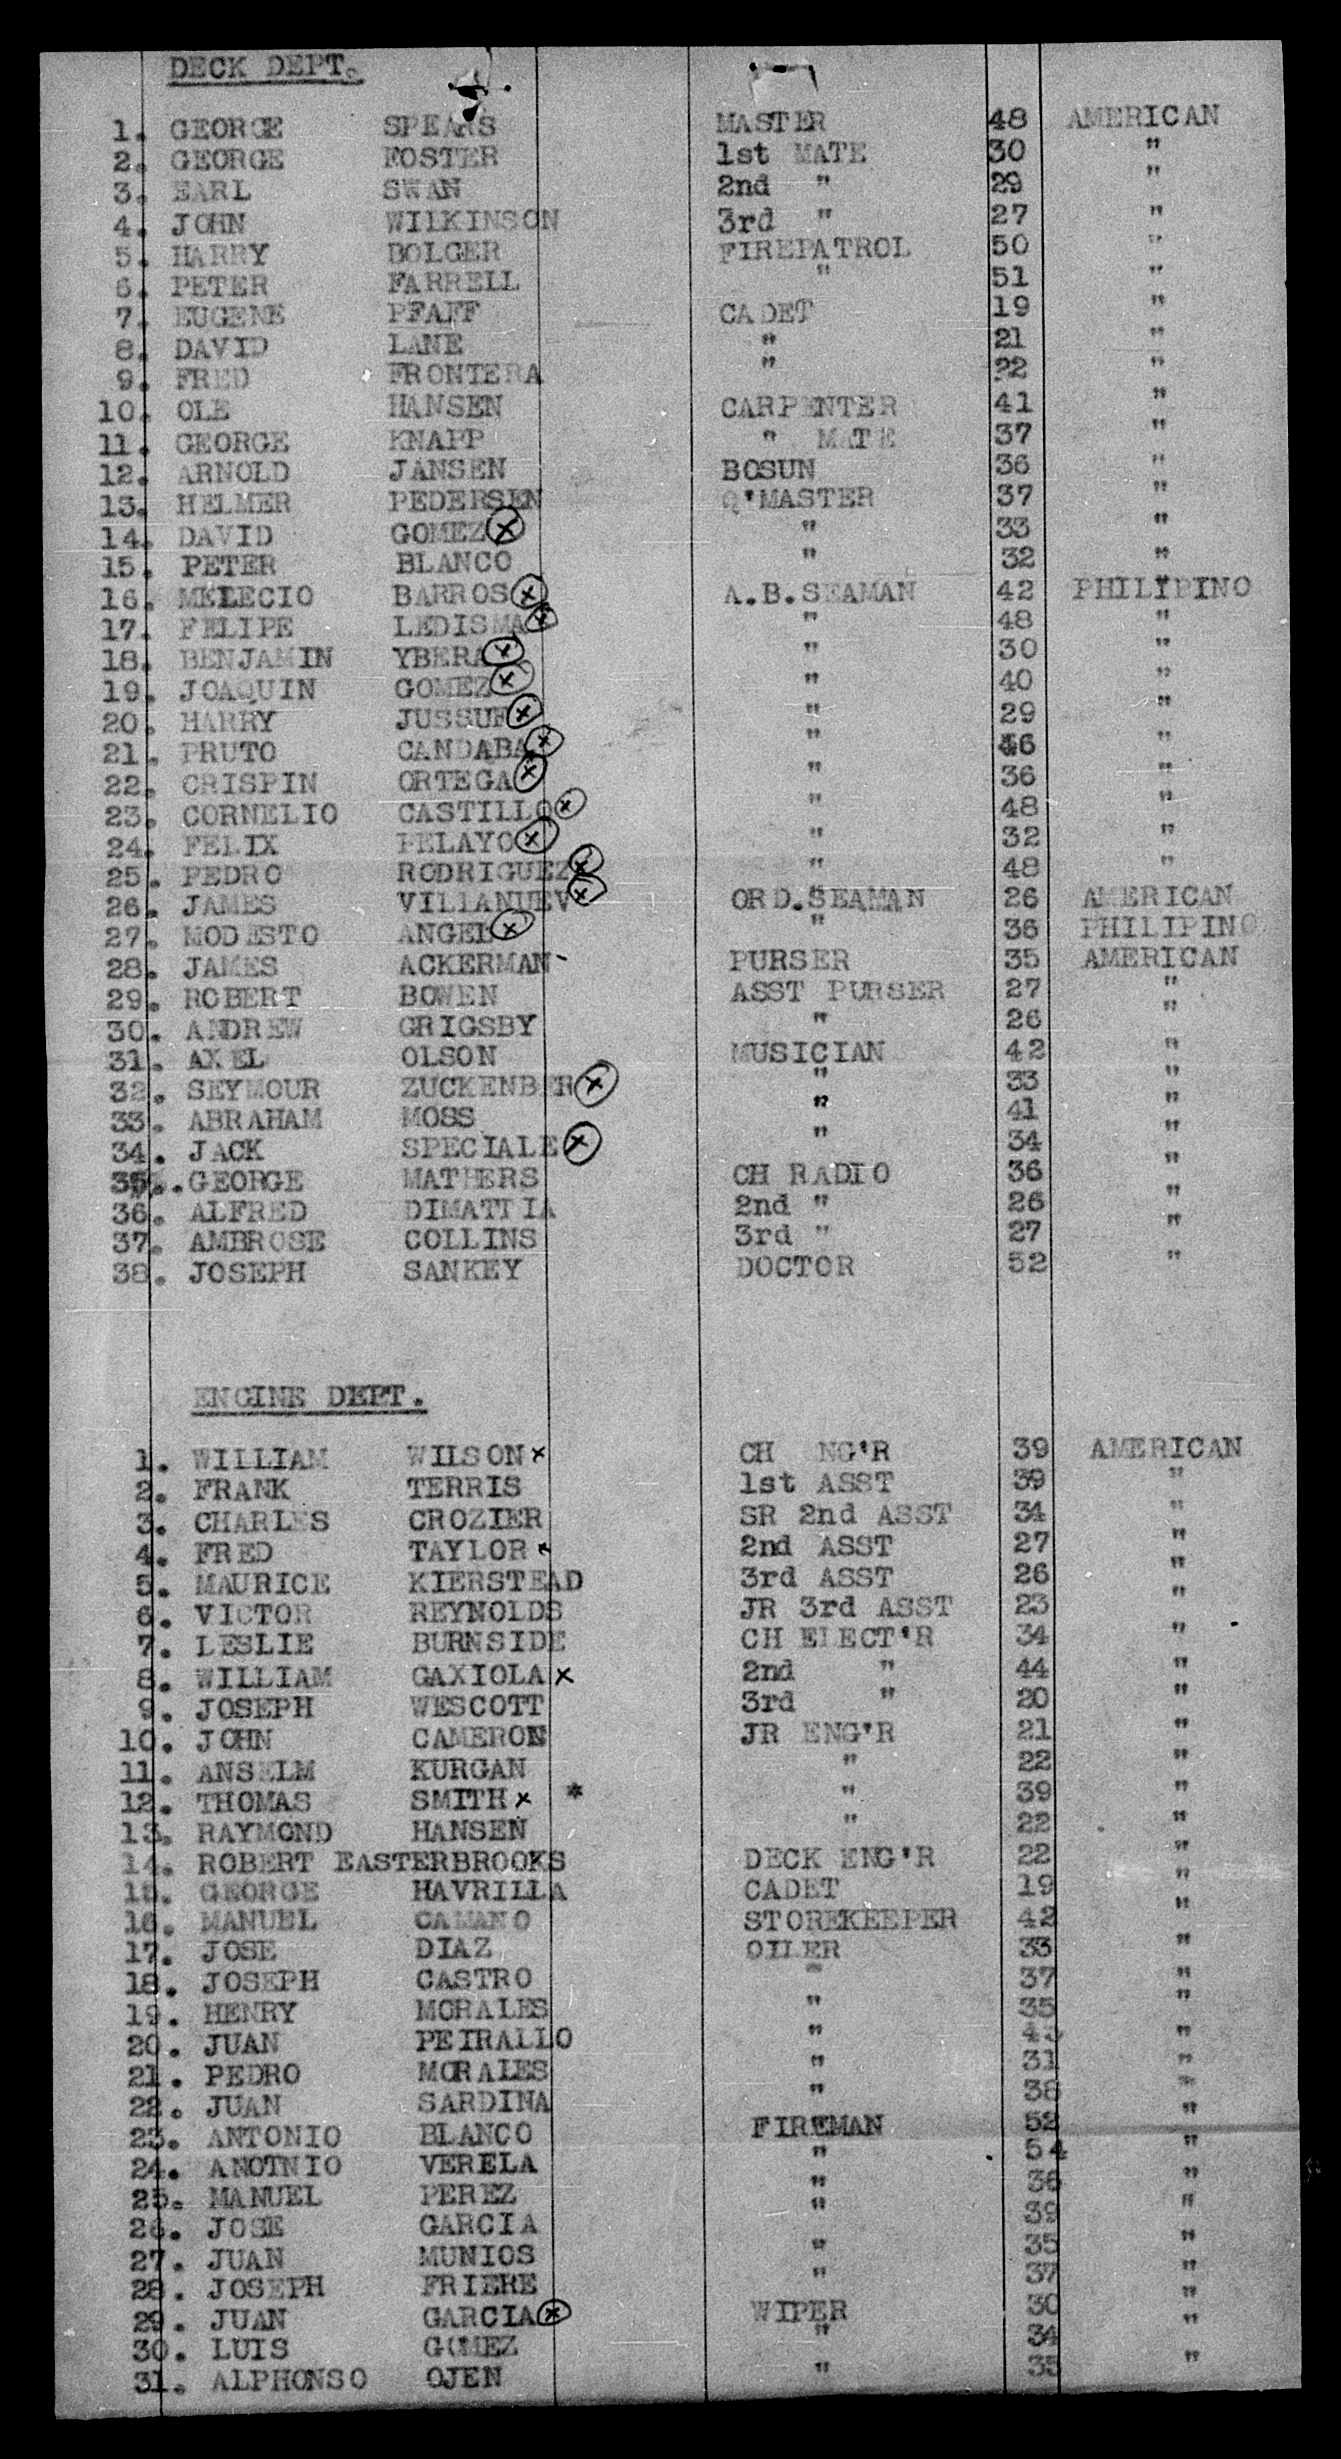 DECK DEPT.
1. GEORGE SPEARS MASTER 48 AMERICAN
2. GEORGE FOSTER 1st MATE 30 "
3. EARL SWAN 2nd " 29 "
4. JOHN WILKINSON 3rd " 27 "
5. HARRY BOLGER FIREPATROL 50 "
6. PETER FARRELL " 51 "
7. EUGENE PFAFF CADET 19 "
8. DAVID LANE " 21 "
9. FRED FRONTERA " 22 "
10. OLE HANSEN CARPENTER 41 "
11. GEORGE KNAPP " MATE 37 "
12. ARNOLD JANSEN BOSUN 36 "
13. HELMER PEDERSEN Q'MASTER 37 "
14. DAVID GOMEZ x " 33 "
15. PETER BLANCO " 32 "
16. MELECIO BARROS x A.B.SEAMAN 42 PHILIPINO
17. FELIPE LEDISMA x " 48 "
18. BENJAMIN YBERA x " 30 "
19. JOAQUIN GOMEZ x " 40 "
20. HARRY JUSSUF x " 29 "
21. PRUTO CANDABA x " 46 "
22. CRISPIN ORTEGA x " 36 "
23. CORNELIO CASTILLO x " 48 "
24. FELIX PELAYO x " 32 "
25. PEDRO RODRIGUEZ x " 48 "
26. JAMES VILLANUEV x ORD.SEAMAN 26 AMERICAN
27. MODESTO ANGEL x " 36 PHILIPINO
28. JAMES ACKERMAN PURSER 35 AMERICAN
29. ROBERT BOWEN ASST PURSER 27 "
30. ANDREW GRIGSBY " 26 "
31. AXEL OLSON MUSICIAN 42 "
32. SEYMOUR ZUCKENBER x " 33 "
33. ABRAHAM MOSS " 41 "
34. JACK SPECIALE x " 34 "
35. GEORGE MATHERS CH RADIO 36 "
36. ALFRED DIMATTIA 2nd " 26 "
37. AMBROSE COLLINS 3rd " 27 "
38. JOSEPH SANKEY DOCTOR 52 "
ENGINE DEPT.
1. WILLIAM WILSON x CH NG'R 39 AMERICAN
2. FRANK TERRIS 1st ASST 39 "
3. CHARLES CROZIER SR 2nd ASST 34 "
4. FRED TAYLOR x 2nd ASST 27 "
5. MAURICE KIERSTEAD 3rd ASST 26 "
6. VICTOR REYNOLDS JR 3rd ASST 23 "
7. LESLIE BURNSIDE CH ELECT'R 34 "
8. WILLIAM GAXIOLA x 2nd " 44 "
9. JOSEPH WESCOTT 3rd " 20 "
10. JOHN CAMERON JR ENG'R 21 "
11. ANSELM KURGAN " 22 "
12. THOMAS SMITH x * " 39 "
13. RAYMOND HANSEN " 22 "
14. ROBERT EASTERBROOKS DECK ENG'R 22 "
15. GEORGE HAVRILLA CADET 19 "
16. MANUEL CAMANO STOREKEEPER 42 "
17. JOSE DIAZ OILER 33 "
18. JOSEPH CASTRO " 37 "
19. HENRY MORALES " 35 "
20. JUAN PEIRALLO " "
21. PEDRO MORALES " 31 "
22. JUAN SARDINA " 38 "
23. ANTONIO BLANCO FIREMAN 52 "
24. ANOTNIO VERELA " 54 "
25. MANUEL PEREZ " 36 "
26. JOSE GARCIA " 39 "
27. JUAN MUNIOS " 35 "
28. JOSEPH FRIERE " 37 "
29. JUAN GARCIA x WIPER 30 "
30. LUIS GOMEZ " 34 "
31. ALPHONSO OJEN " 35 "